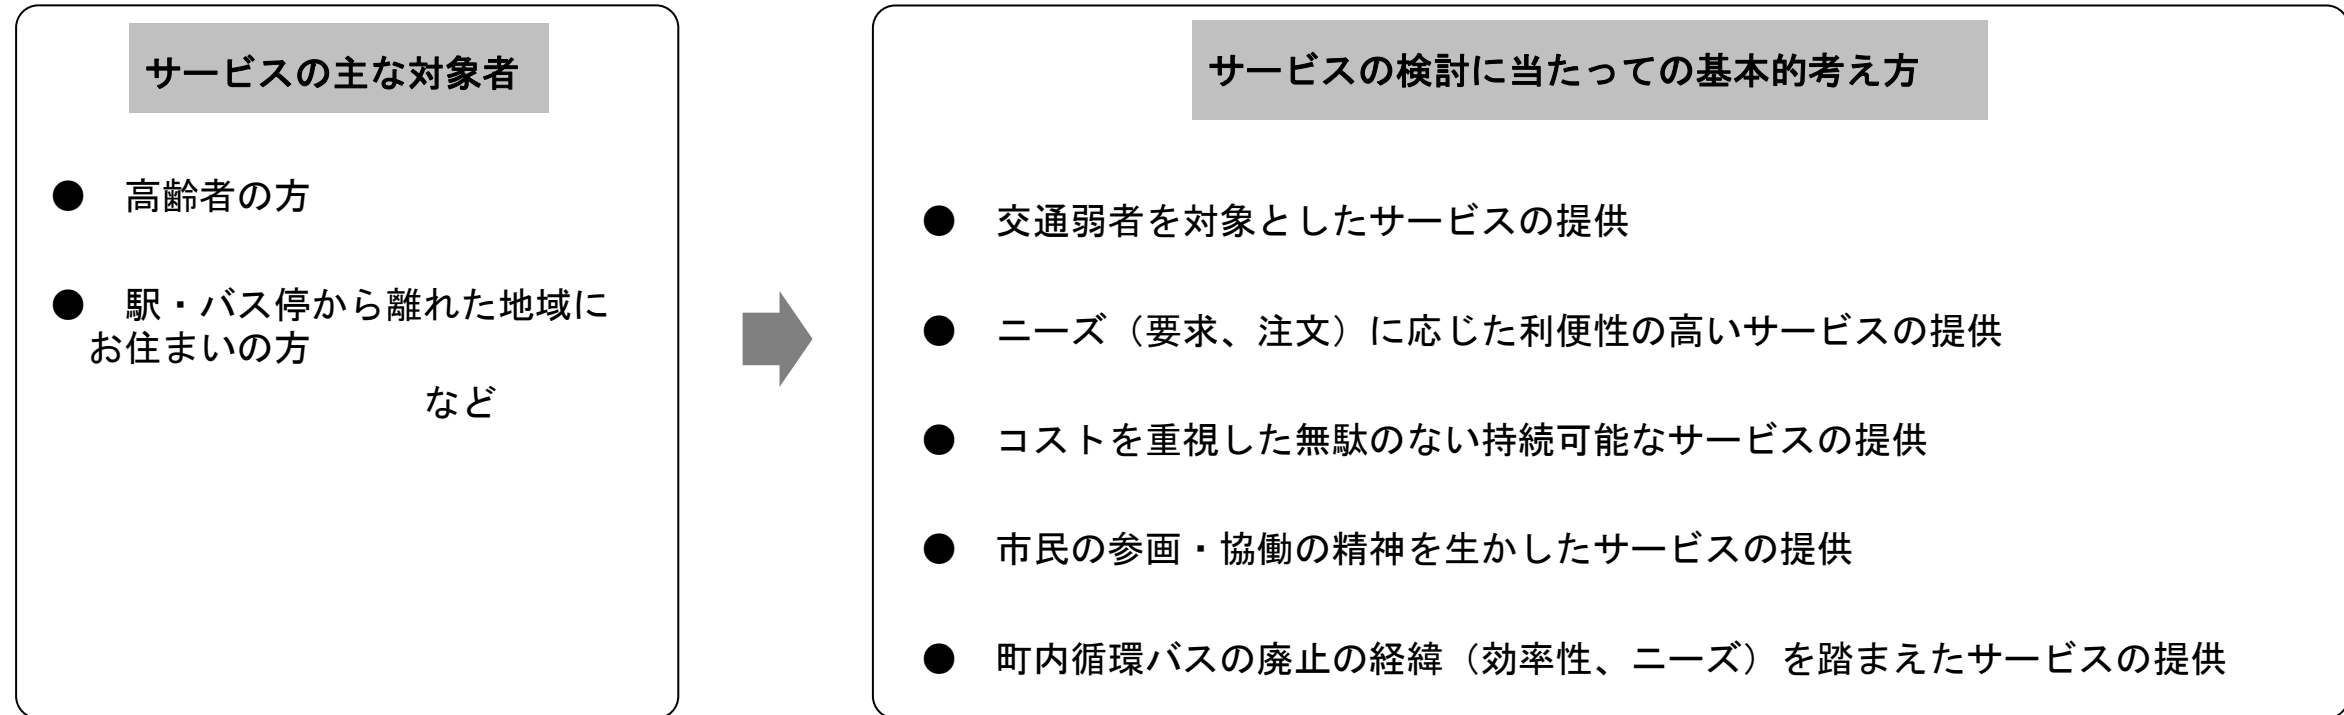 サービスの主な対象者
● 高齢者の方
● 駅・バス停から離れた地域に
お住まいの方
など
サービスの検討に当たっての基本的考え方
● 交通弱者を対象としたサービスの提供
● ニーズ（要求、注文）に応じた利便性の高いサービスの提供
● コストを重視した無駄のない持続可能なサービスの提供
● 市民の参画・協働の精神を生かしたサービスの提供
● 町内循環バスの廃止の経緯（効率性、ニーズ）を踏まえたサービスの提供